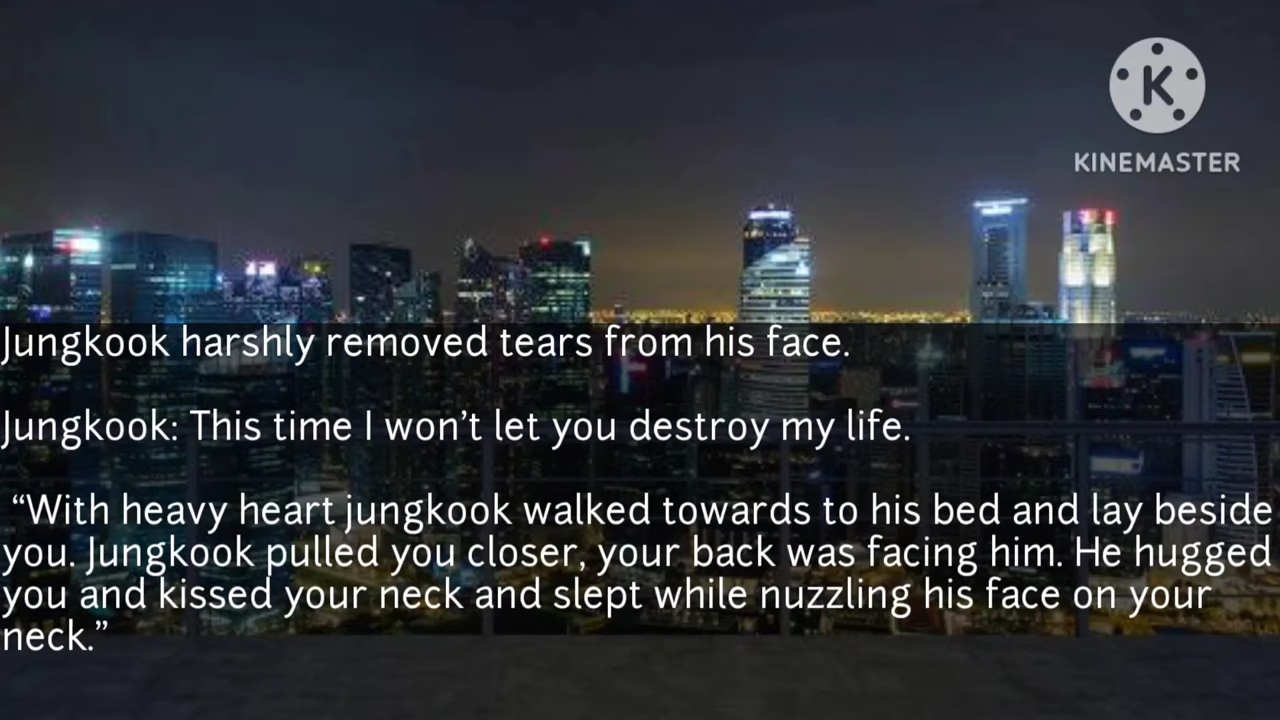 KINEMASTER
Jungkook harshly removed tears from his face.
Jungkook: This time I won't let you destroy my life.
“With heavy heart jungkook walked towards to his bed and lay beside
you. Jungkook pulled you closer, your back was facing him. He hugged
you and kissed your neck and slept while nuzzling his face on your
neck.”